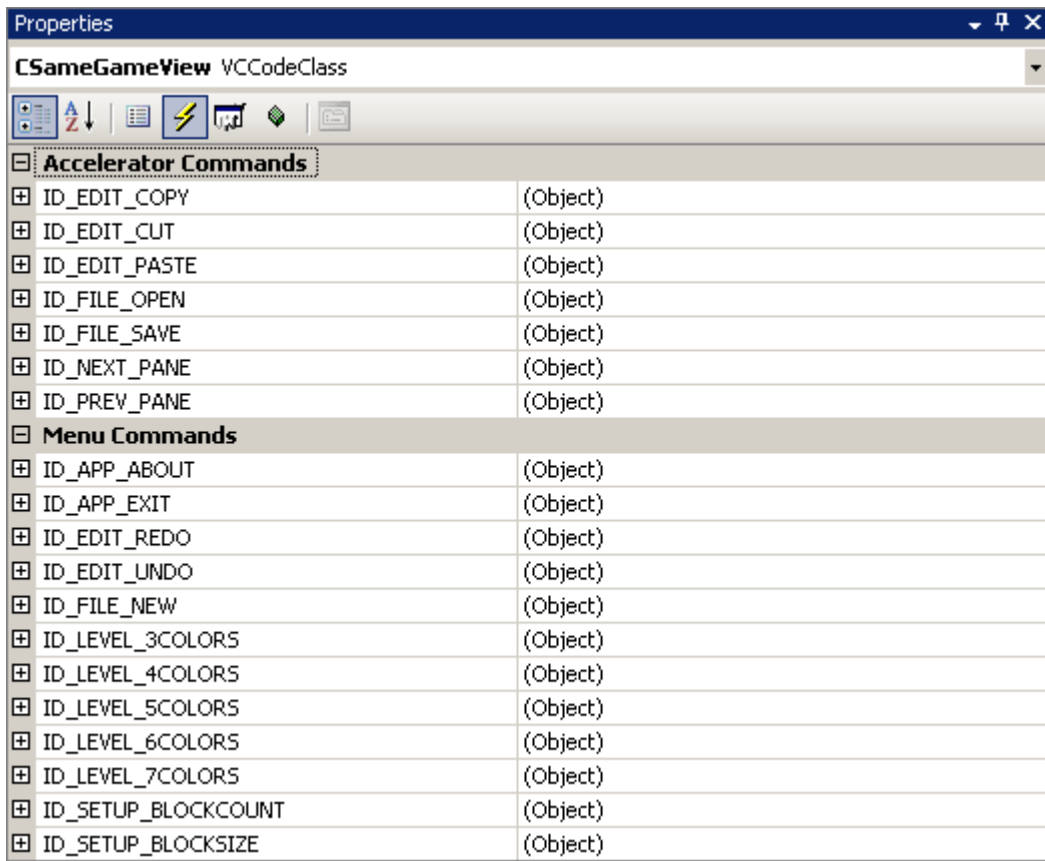 Properties
CSameGameView VCCodeClass
Accelerator Commands
ID_EDIT_COPY (Object)
ID_EDIT_CUT (Object)
ID_EDIT_PASTE (Object)
ID_FILE_OPEN (Object)
ID_FILE_SAVE (Object)
ID_NEXT_PANE (Object)
ID_PREV_PANE (Object)
Menu Commands
ID_APP_ABOUT (Object)
ID_APP_EXIT (Object)
ID_EDIT_REDO (Object)
ID_EDIT_UNDO (Object)
ID_FILE_NEW (Object)
ID_LEVEL_3COLORS (Object)
ID_LEVEL_4COLORS (Object)
ID_LEVEL_5COLORS (Object)
ID_LEVEL_6COLORS (Object)
ID_LEVEL_7COLORS (Object)
ID_SETUP_BLOCKCOUNT (Object)
ID_SETUP_BLOCKSIZE (Object)